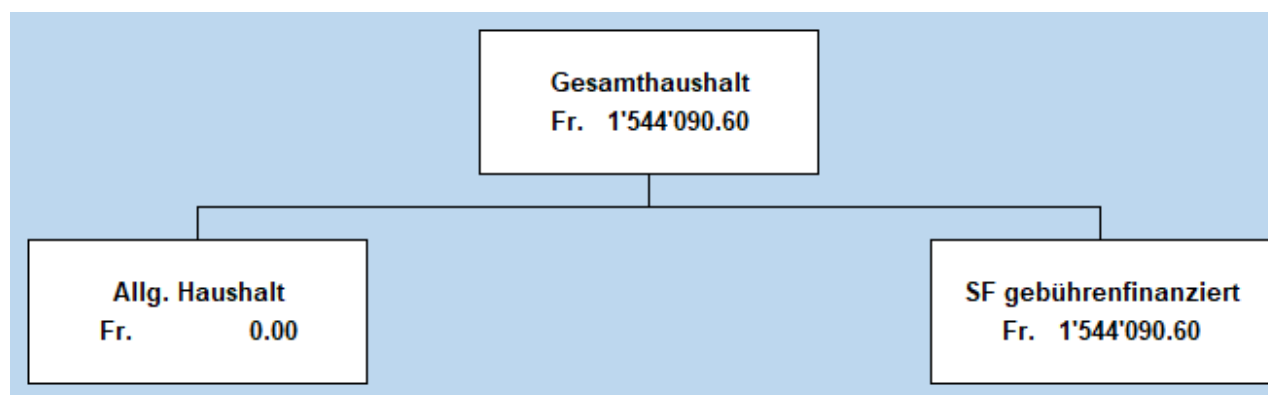 Gesamthaushalt
Fr. 1'544'090.60
Allg. Haushalt
Fr. 0.00
SF gebührenfinanziert
Fr. 1'544'090.60